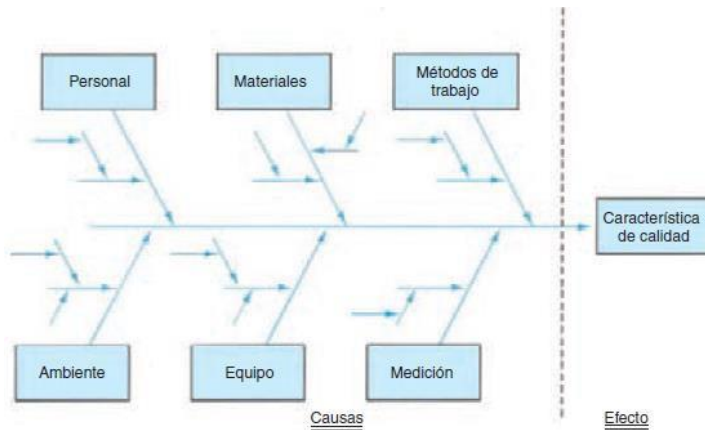 Personal
Materiales
Métodos de
trabajo
Característica
de calidad
Ambiente
Equipo
Medición
Causas
Efecto